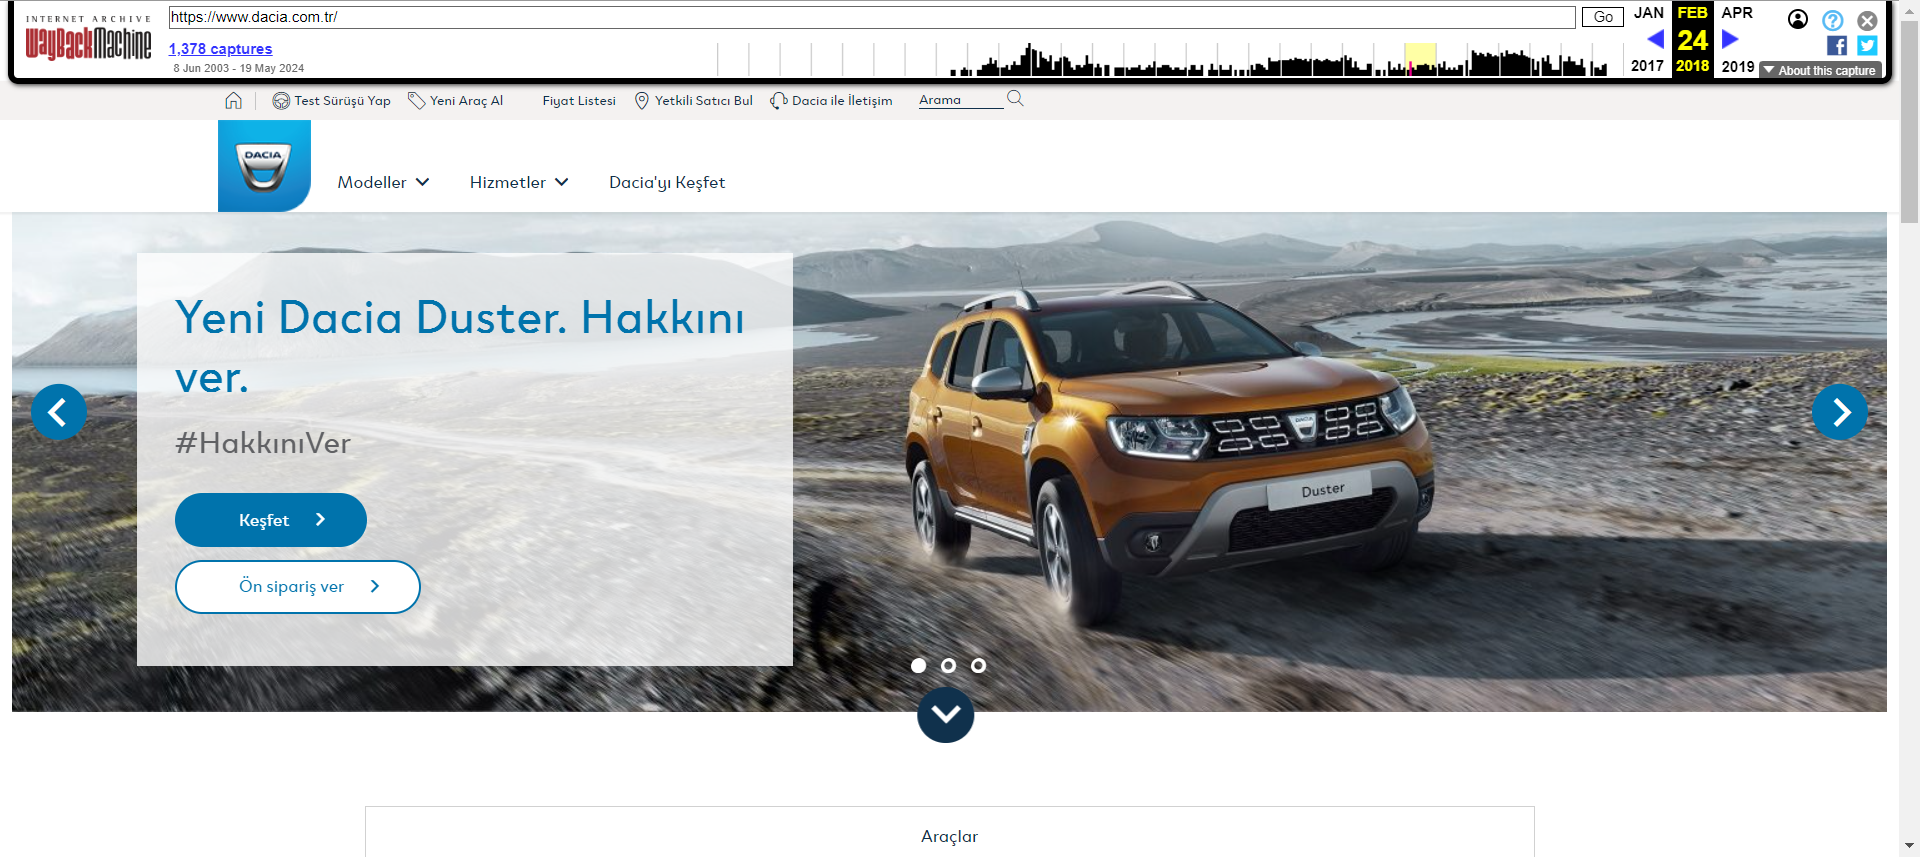 INTERNET ARCHIVE
WayBackMachine
https://www.dacia.com.tr/
Go
JAN FEB APR
1,378 captures
24
8 Jun 2003 - 19 May 2024
2017 2018 2019
About this capture
Test Sürüşü Yap Yeni Araç Al Fiyat Listesi Yetkili Satıcı Bul Dacia ile İletişim Arama
DACIA
Modeller Hizmetler Dacia'yı Keşfet
Yeni Dacia Duster. Hakkını
ver.
#HakkınıVer
Keşfet
Ön sipariş ver
Duster
Araçlar